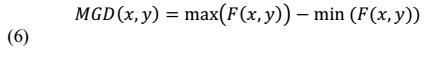 MGD(x, y) = max(F(x, y)) − min (F(x, y))
(6)